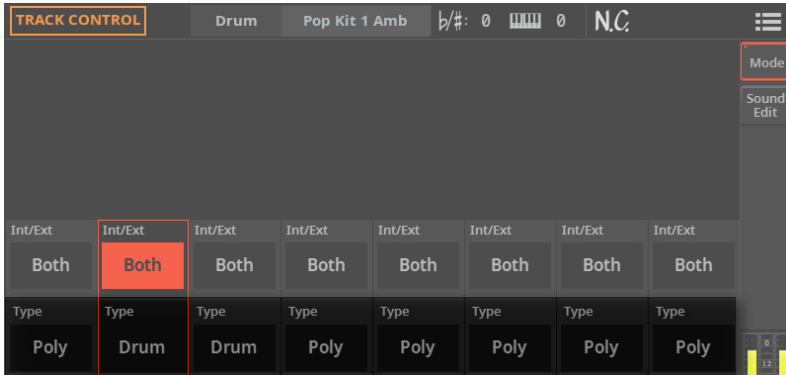 TRACK CONTROL Drum Pop Kit 1 Amb ♭/♯: 0 0 N.C.
Mode
Sound
Edit
Int/Ext Int/Ext Int/Ext Int/Ext Int/Ext Int/Ext Int/Ext Int/Ext
Both Both Both Both Both Both Both Both
Type Type Type Type Type Type Type Type
Poly Drum Drum Poly Poly Poly Poly Poly
0
12